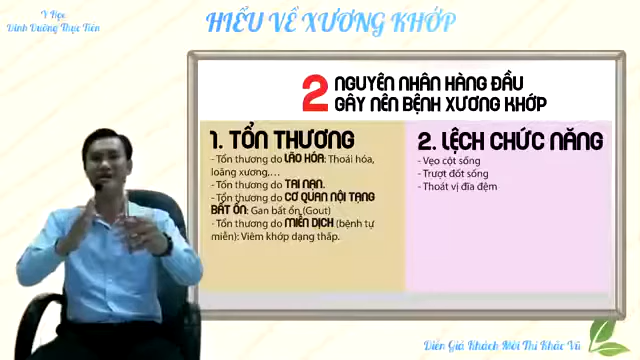 Y Học
Dinh Dưỡng Thực Tiễn
HIỂU VỀ XƯƠNG KHỚP
2 NGUYÊN NHÂN HÀNG ĐẦU
GÂY NÊN BỆNH XƯƠNG KHỚP
1. TỔN THƯƠNG
- Tổn thương do LÃO HÓA: Thoái hóa,
loãng xương,...
- Tổn thương do TAI NẠN.
- Tổn thương do CƠ QUAN NỘI TẠNG
BẤT ỔN: Gan bất ổn (Gout)
- Tổn thương do MIỄN DỊCH (bệnh tự
miễn): Viêm khớp dạng thấp.
2. LỆCH CHỨC NĂNG
- Vẹo cột sống
- Trượt đốt sống
- Thoát vị đĩa đệm
Diễn Giả Khách Mời Thi Khắc Vũ